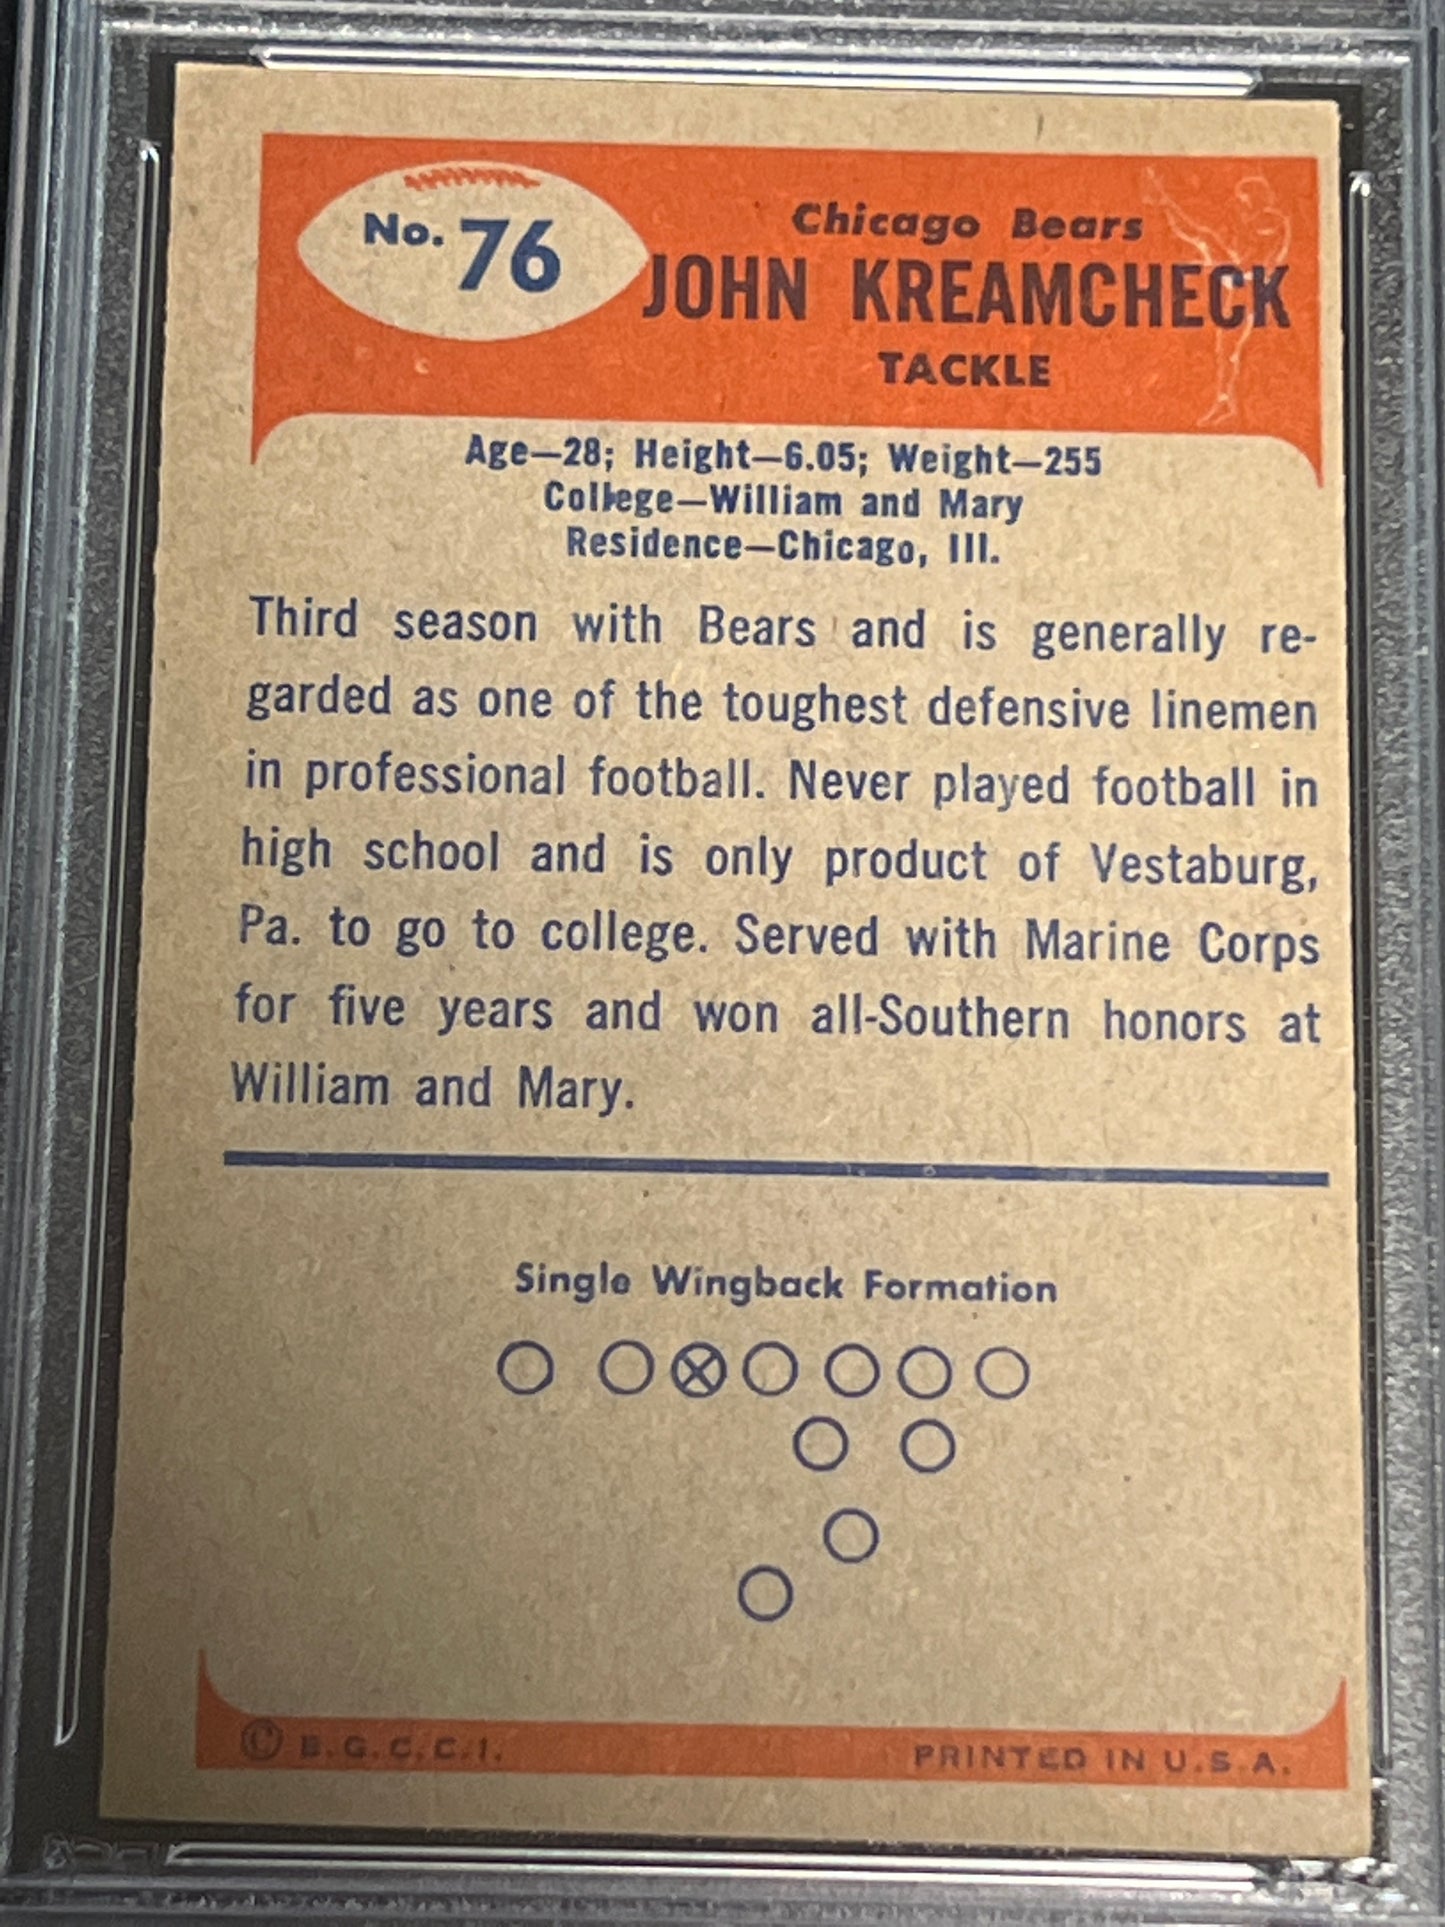 No. 76
Chicago Bears
JOHN KREAMCHECK
TACKLE
Age—28; Height—6.05; Weight—255
College—William and Mary
Residence—Chicago, Ill.
Third season with Bears and is generally re-
garded as one of the toughest defensive linemen
in professional football. Never played football in
high school and is only product of Vestaburg,
Pa. to go to college. Served with Marine Corps
for five years and won all-Southern honors at
William and Mary.
Single Wingback Formation
© B.G.C.C.I.
PRINTED IN U.S.A.